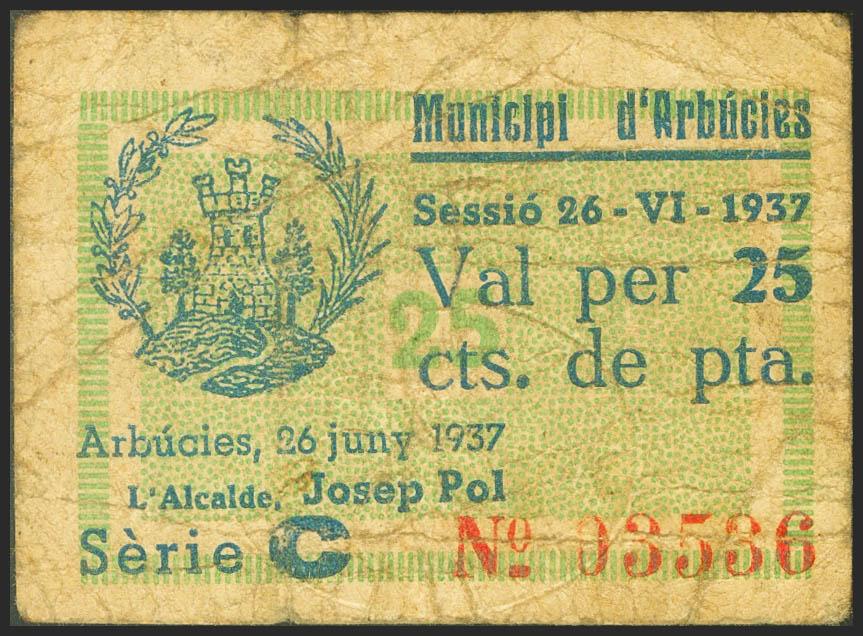 Municipi d'Arbúcies
Sessió 26-VI-1937
Val per 25
25
cts. de pta.
Arbúcies, 26 juny 1937
L'Alcalde, Josep Pol
Sèrie C Nº 03536